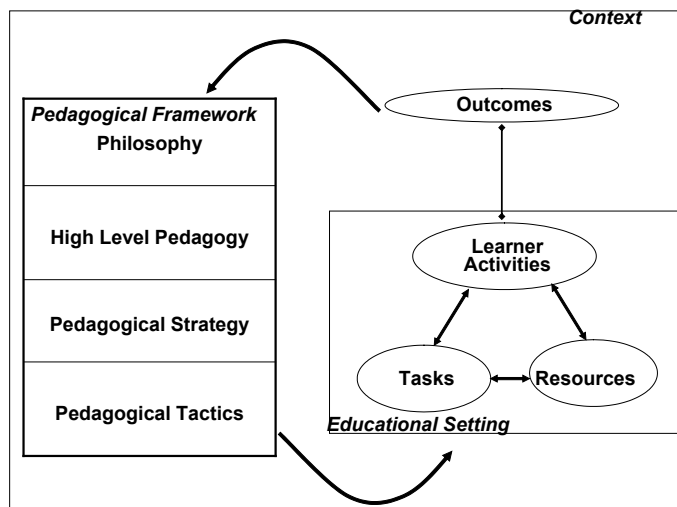 Context
Pedagogical Framework
Philosophy
High Level Pedagogy
Pedagogical Strategy
Pedagogical Tactics
Outcomes
Learner
Activities
Tasks
Resources
Educational Setting